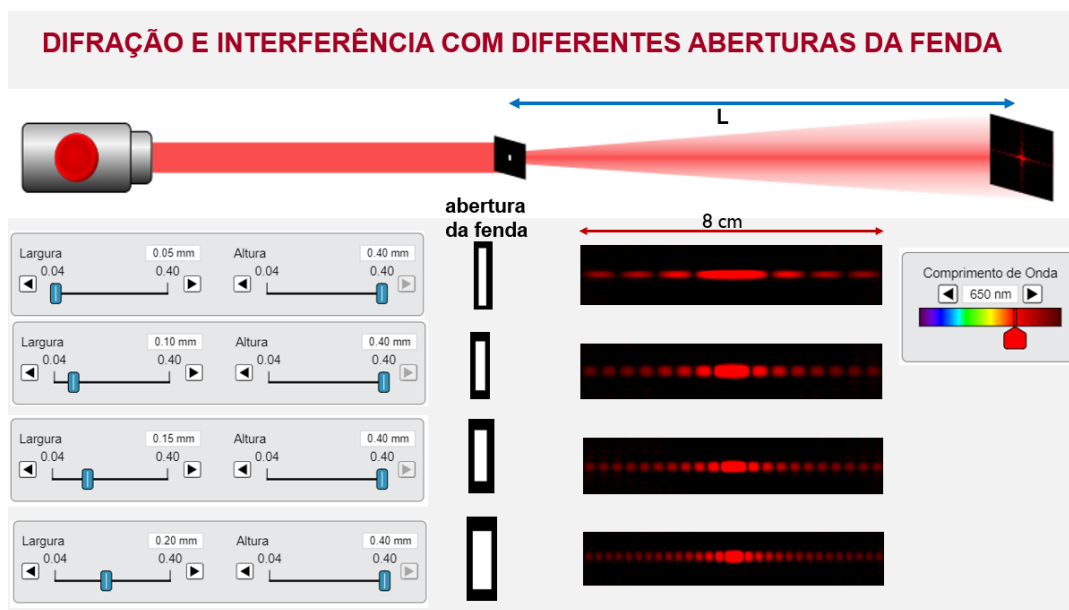 DIFRAÇÃO E INTERFERÊNCIA COM DIFERENTES ABERTURAS DA FENDA
L
abertura
da fenda
8 cm
Largura 0.05 mm Altura 0.40 mm
0.04 0.40 0.04 0.40
Comprimento de Onda
650 nm
Largura 0.10 mm Altura 0.40 mm
0.04 0.40 0.04 0.40
Largura 0.15 mm Altura 0.40 mm
0.04 0.40 0.04 0.40
Largura 0.20 mm Altura 0.40 mm
0.04 0.40 0.04 0.40